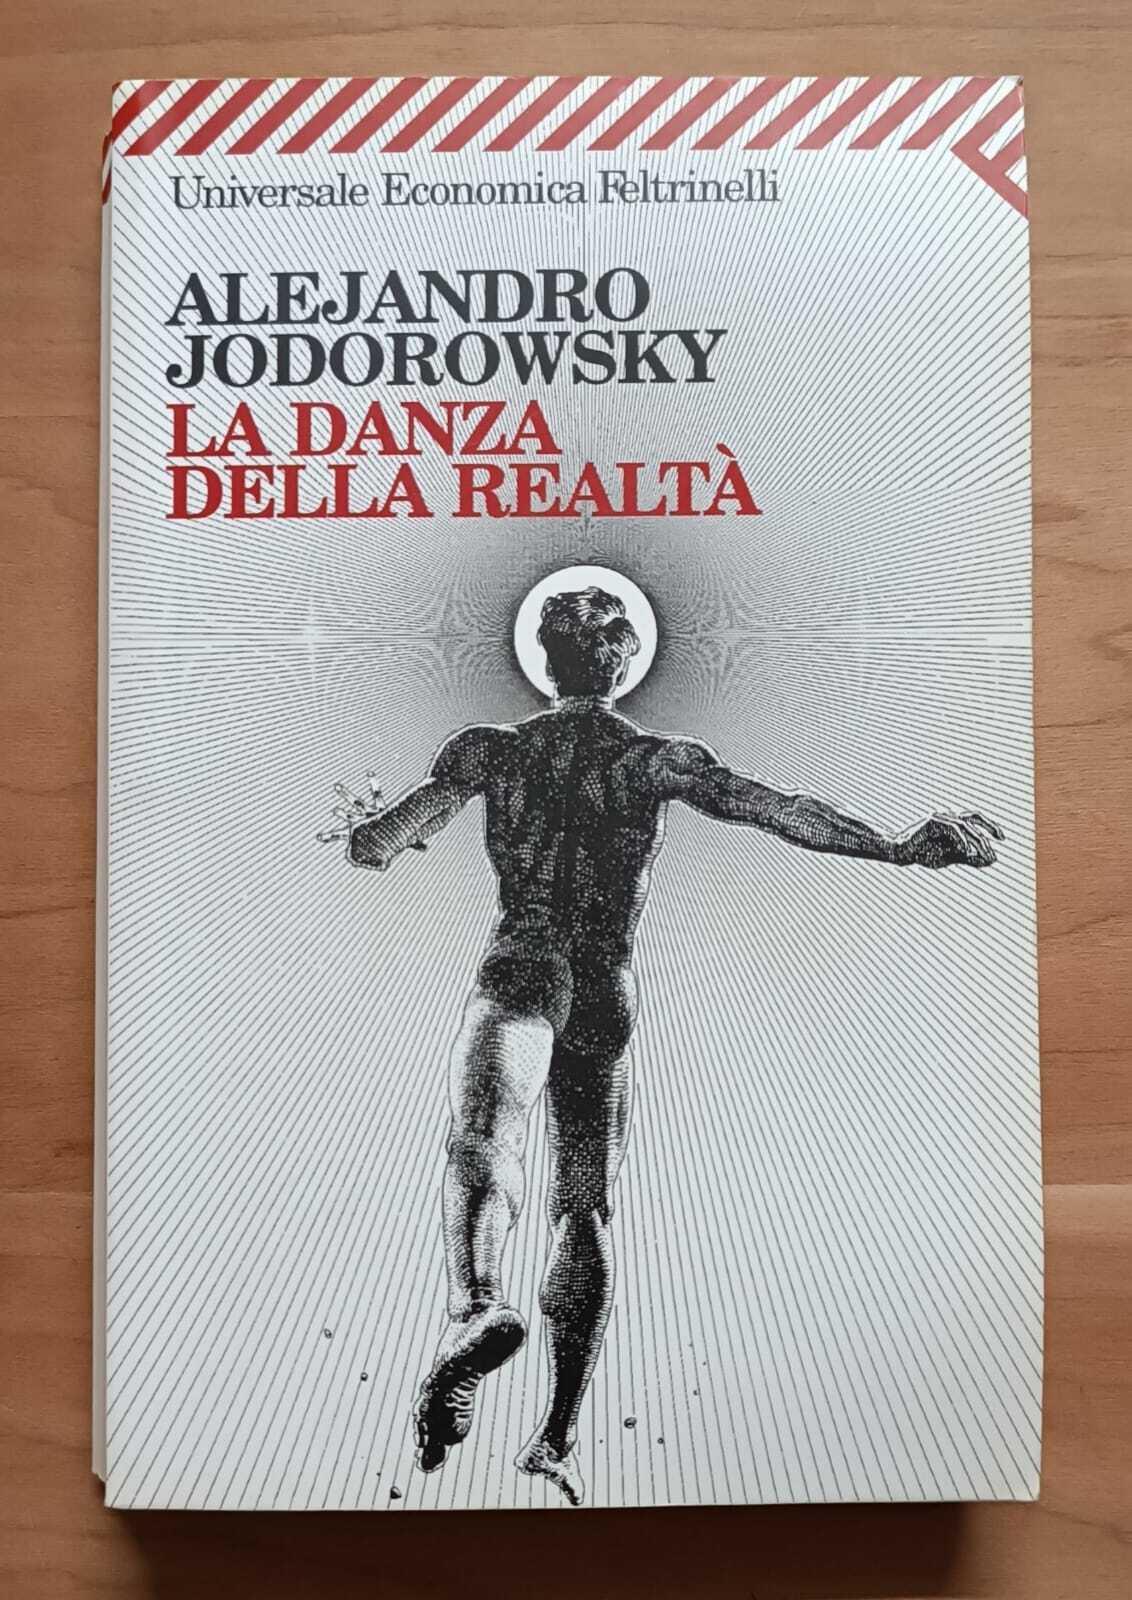 Universale Economica Feltrinelli
ALEJANDRO
JODOROWSKY
LA DANZA
DELLA REALTÀ